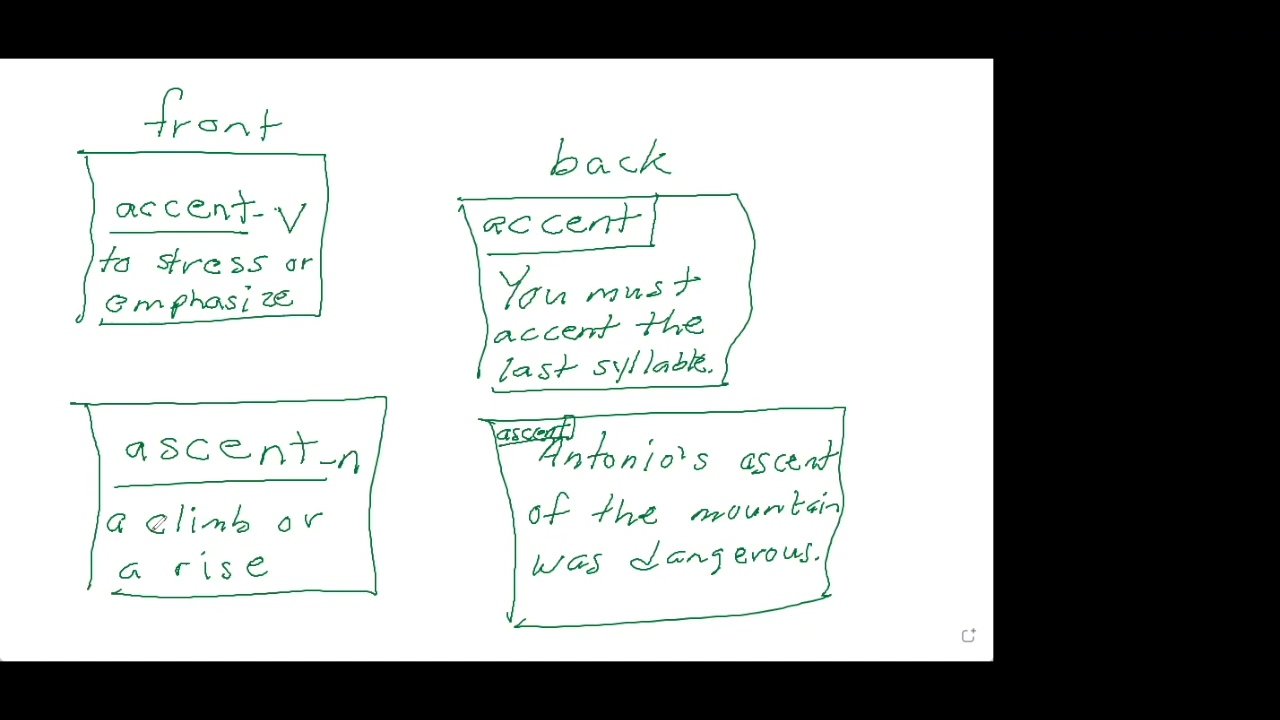 front
accent - v
to stress or
emphasize
back
accent
You must
accent the
last syllable.
ascent - n
a climb or
a rise
ascent
Antonio's ascent
of the mountain
was dangerous.